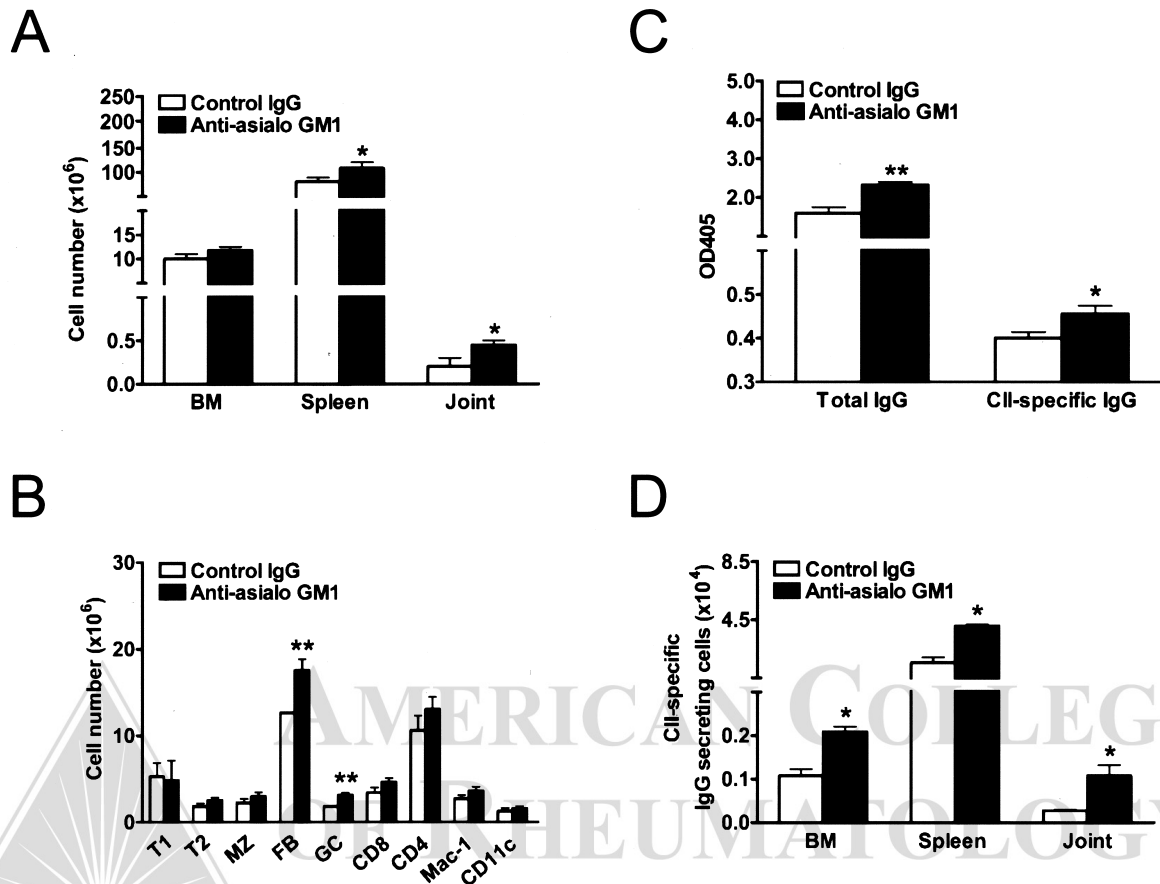 A
Cell number (x10⁶)
250
200
150
100
15
10
0.5
0.0
Control IgG
Anti-asialo GM1
*
*
BM Spleen Joint
C
OD405
5.0
4.0
3.0
2.0
0.5
0.4
0.3
Control IgG
Anti-asialo GM1
**
*
Total IgG CII-specific IgG
B
Cell number (x10⁶)
30
20
10
0
Control IgG
Anti-asialo GM1
**
**
T1 T2 MZ FB GC CD8 CD4 Mac-1 CD11c
D
CII-specific
IgG secreting cells (x10⁴)
8.5
4.5
0.2
0.1
0.0
Control IgG
Anti-asialo GM1
*
*
*
BM Spleen Joint
AMERICAN COLLEG
OF RHEUMATOLOG